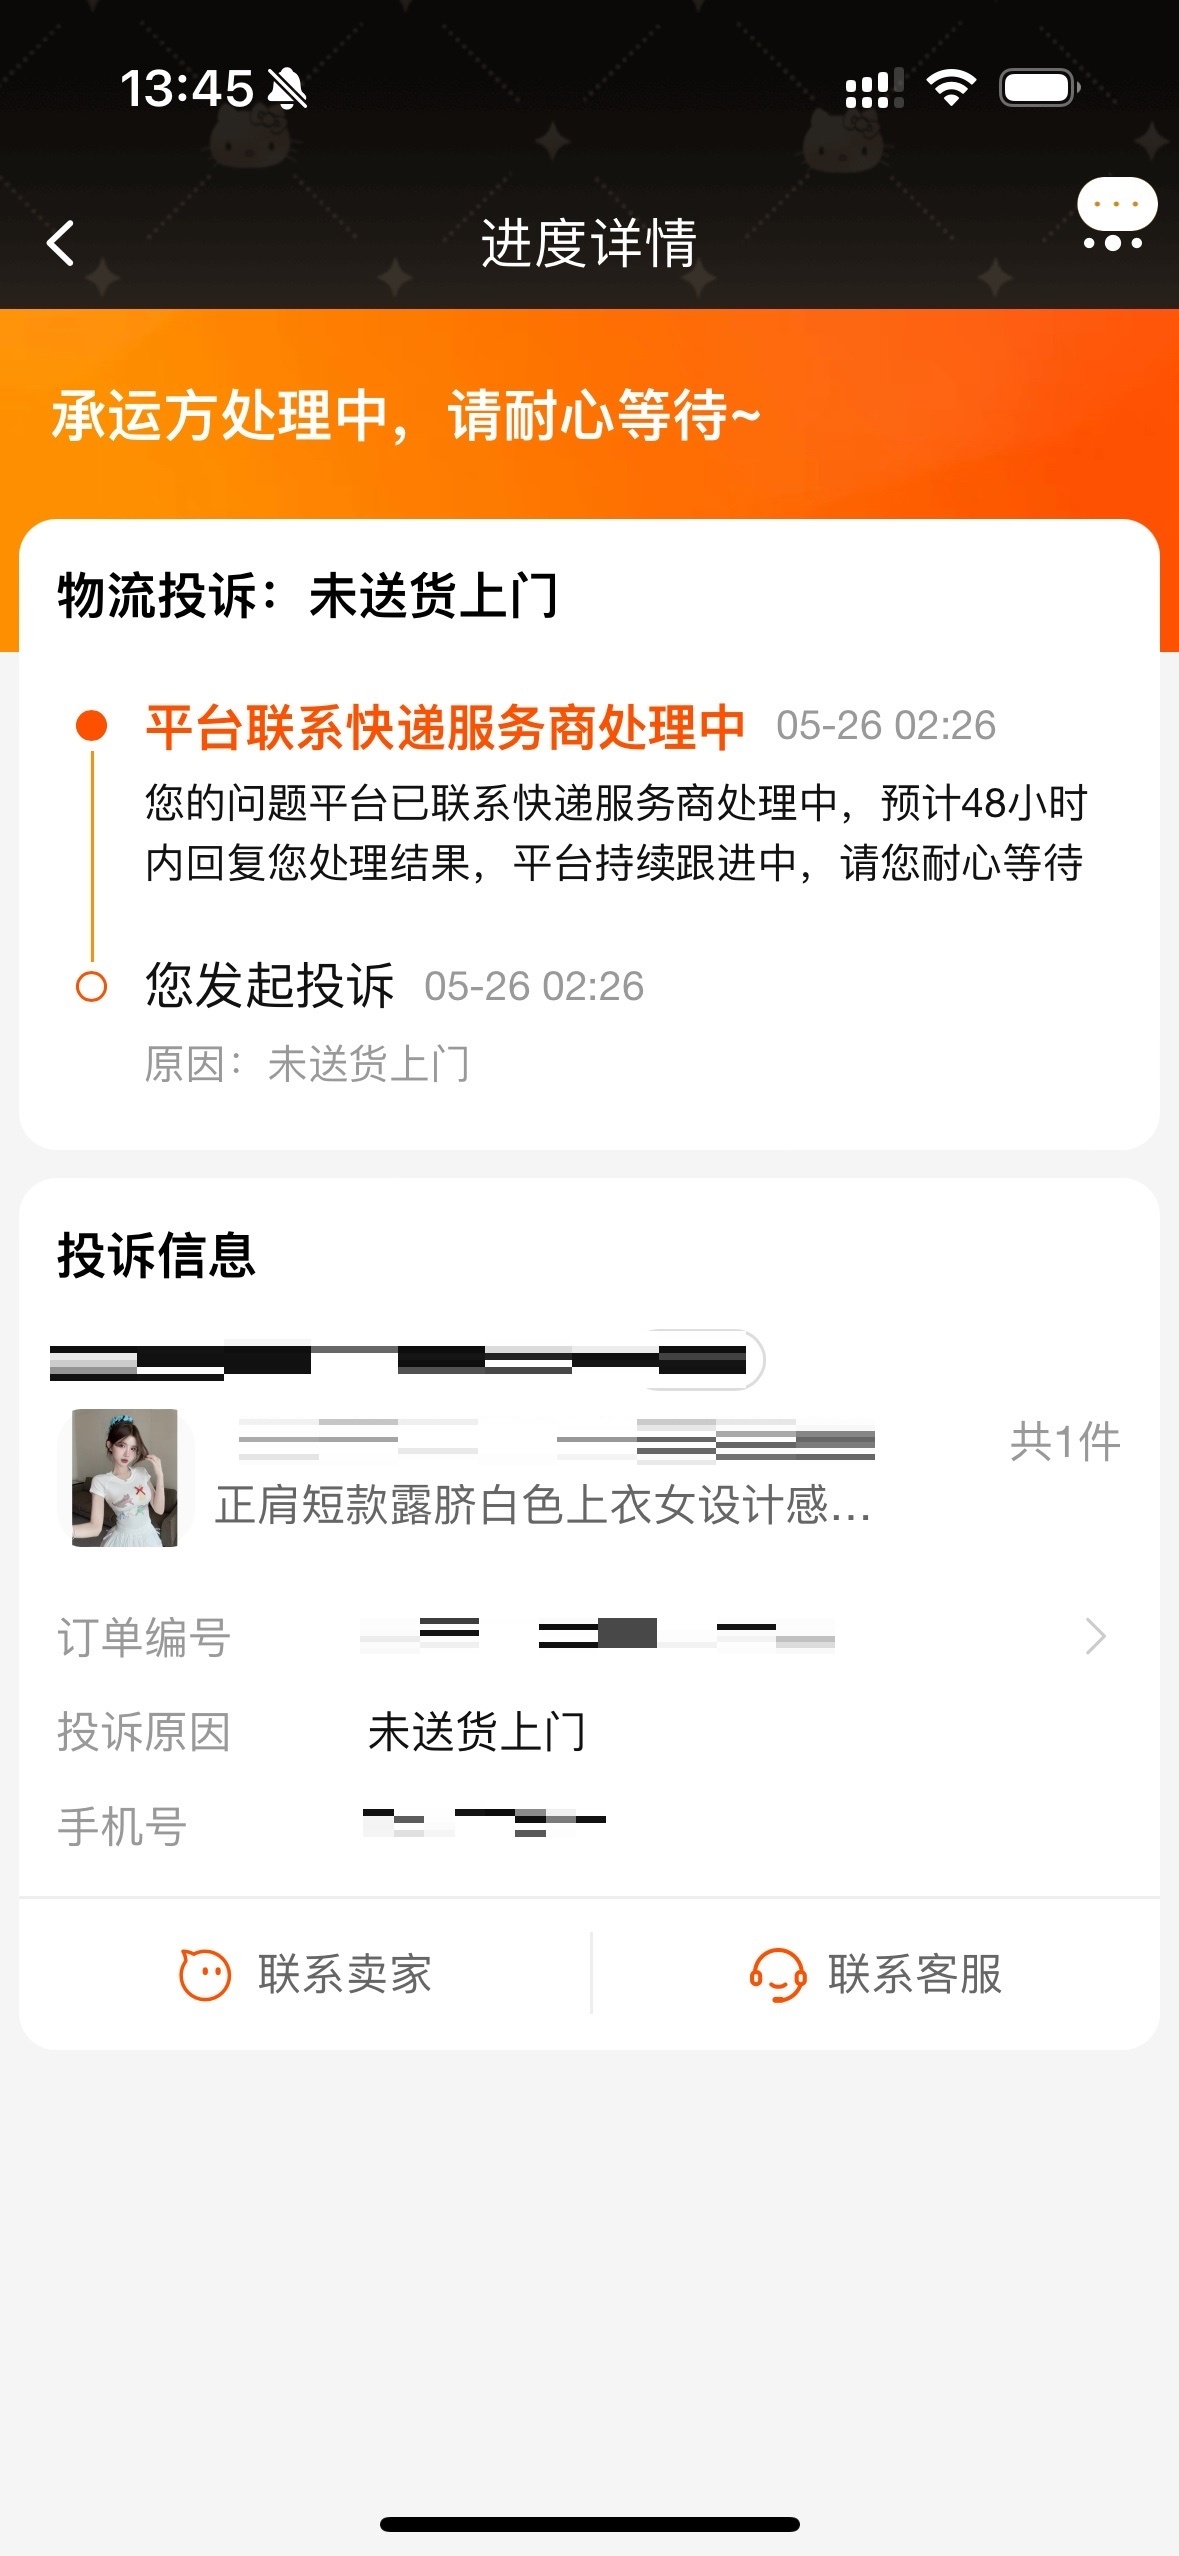 13:45
进度详情
承运方处理中，请耐心等待~
物流投诉：未送货上门
平台联系快递服务商处理中 05-26 02:26
您的问题平台已联系快递服务商处理中，预计48小时
内回复您处理结果，平台持续跟进中，请您耐心等待
您发起投诉 05-26 02:26
原因：未送货上门
投诉信息
共1件
正肩短款露脐白色上衣女设计感...
订单编号
投诉原因 未送货上门
手机号
联系卖家 联系客服